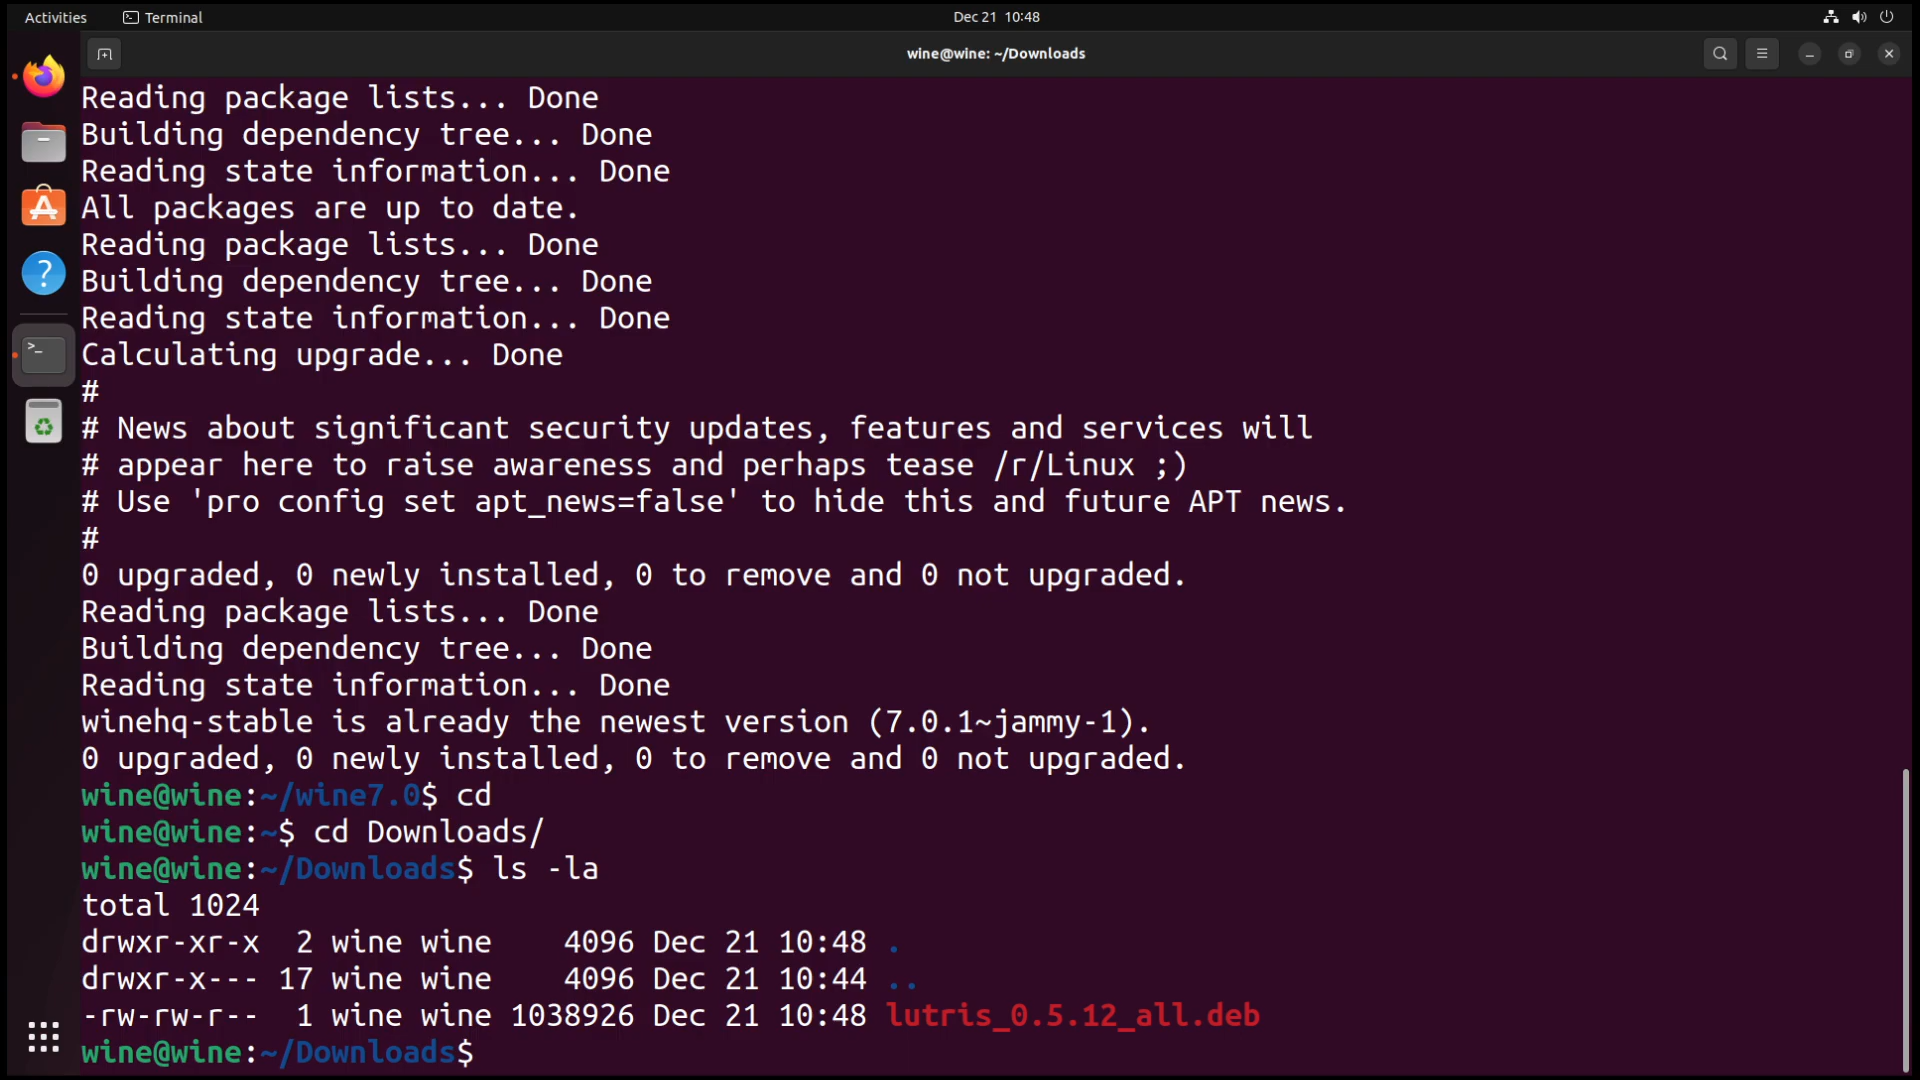 Activities Terminal Dec 21 10:48
wine@wine: ~/Downloads
Reading package lists... Done
Building dependency tree... Done
Reading state information... Done
All packages are up to date.
Reading package lists... Done
Building dependency tree... Done
Reading state information... Done
Calculating upgrade... Done
#
# News about significant security updates, features and services will
# appear here to raise awareness and perhaps tease /r/Linux ;)
# Use 'pro config set apt_news=false' to hide this and future APT news.
#
0 upgraded, 0 newly installed, 0 to remove and 0 not upgraded.
Reading package lists... Done
Building dependency tree... Done
Reading state information... Done
winehq-stable is already the newest version (7.0.1~jammy-1).
0 upgraded, 0 newly installed, 0 to remove and 0 not upgraded.
wine@wine:~/wine7.0$ cd
wine@wine:~$ cd Downloads/
wine@wine:~/Downloads$ ls -la
total 1024
drwxr-xr-x  2 wine wine    4096 Dec 21 10:48 .
drwxr-x--- 17 wine wine    4096 Dec 21 10:44 ..
-rw-rw-r--  1 wine wine 1038926 Dec 21 10:48 lutris_0.5.12_all.deb
wine@wine:~/Downloads$